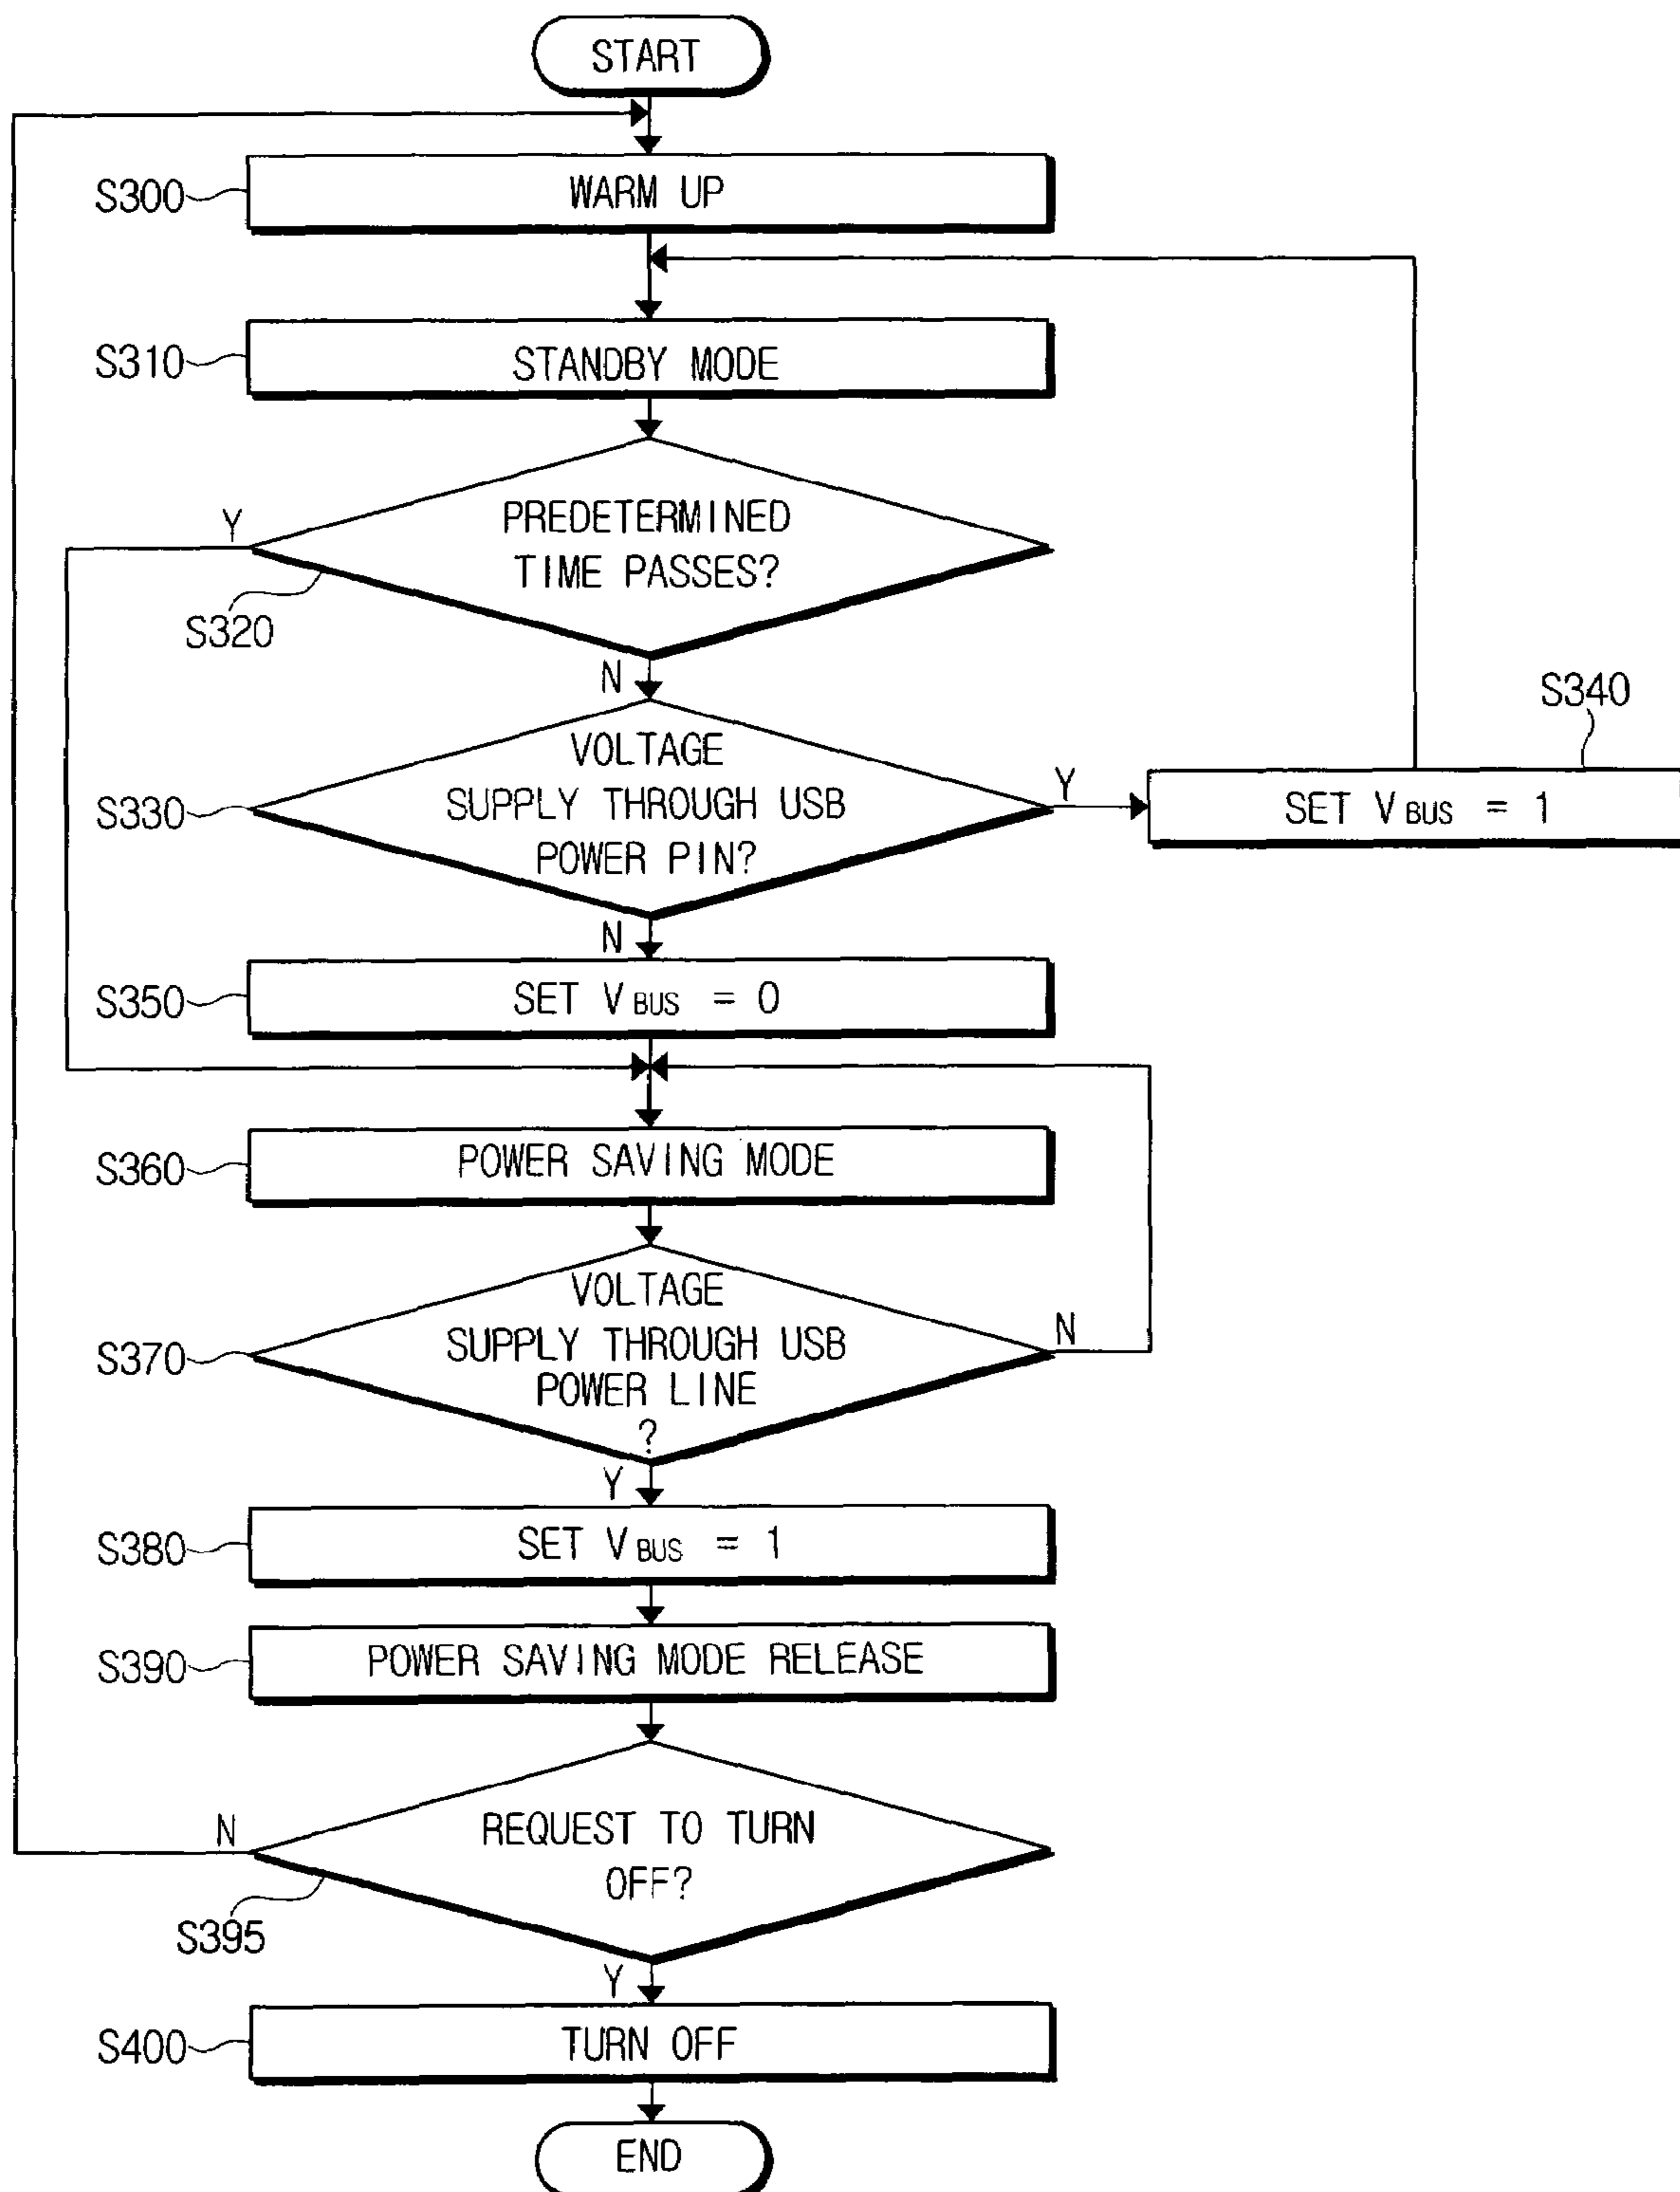 START
S300
WARM UP
S310
STANDBY MODE
Y
PREDETERMINED
TIME PASSES?
S320
N
S340
VOLTAGE
SUPPLY THROUGH USB
POWER PIN?
S330
Y
SET VBUS = 1
N
S350
SET VBUS = 0
S360
POWER SAVING MODE
VOLTAGE
SUPPLY THROUGH USB
POWER LINE
?
S370
N
Y
S380
SET VBUS = 1
S390
POWER SAVING MODE RELEASE
N
REQUEST TO TURN
OFF?
S395
Y
S400
TURN OFF
END